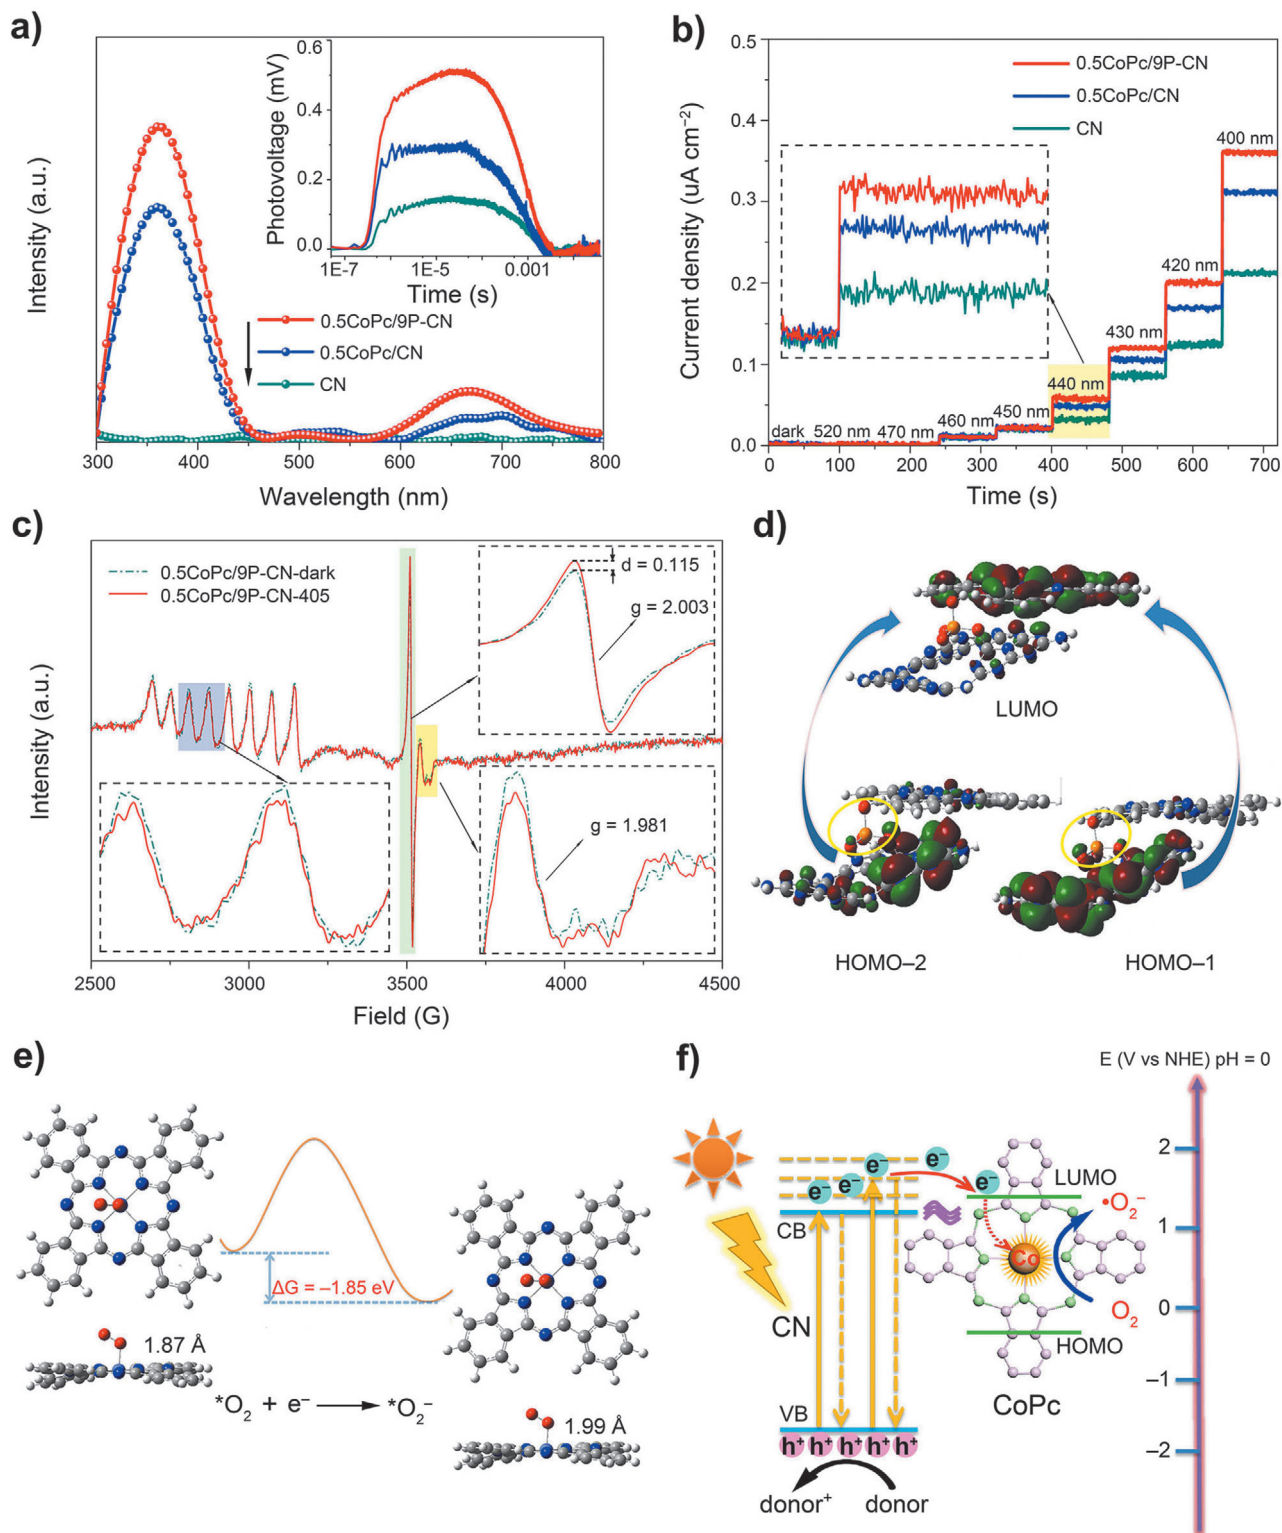 a)
Intensity (a.u.)
300
400
500
600
700
800
Wavelength (nm)
0.6
0.4
0.2
0.0
Photovoltage (mV)
1E-7
1E-5
0.001
Time (s)
0.5CoPc/9P-CN
0.5CoPc/CN
CN
b)
Current density (uA cm⁻²)
0.5
0.4
0.3
0.2
0.1
0.0
0
100
200
300
400
500
600
700
Time (s)
0.5CoPc/9P-CN
0.5CoPc/CN
CN
dark
520 nm
470 nm
460 nm
450 nm
440 nm
430 nm
420 nm
400 nm
c)
Intensity (a.u.)
0.5CoPc/9P-CN-dark
0.5CoPc/9P-CN-405
d = 0.115
g = 2.003
g = 1.981
2500
3000
3500
4000
4500
Field (G)
d)
LUMO
HOMO–2
HOMO–1
e)
ΔG = –1.85 eV
1.87 Å
*O₂ + e⁻ → *O₂⁻
1.99 Å
f)
E (V vs NHE) pH = 0
2
1
0
–1
–2
e⁻
e⁻
e⁻
e⁻
e⁻
LUMO
•O₂⁻
CB
Co
CN
O₂
HOMO
CoPc
VB
h⁺
h⁺
h⁺
h⁺
h⁺
donor⁺
donor